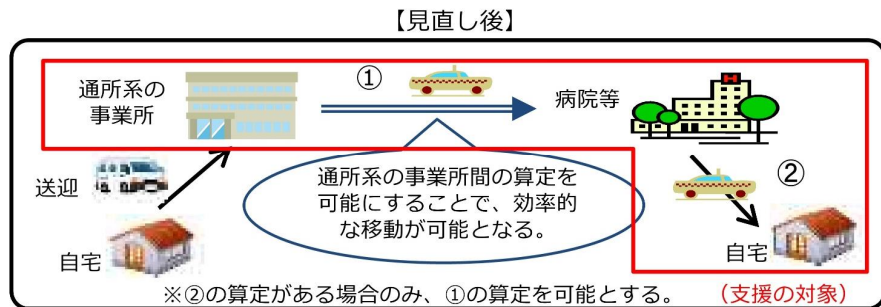 【見直し後】
通所系の
事業所
①
病院等
H
送迎
自宅
通所系の事業所間の算定を
可能にすることで、効率的
な移動が可能となる。
②
自宅
※②の算定がある場合のみ、①の算定を可能とする。
（支援の対象）